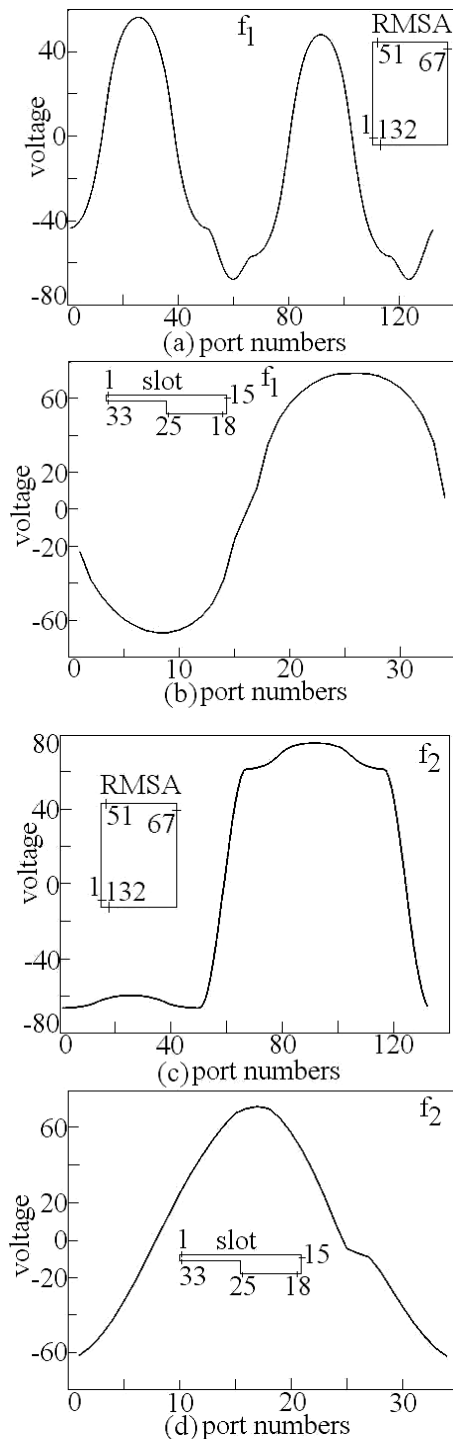 40
0
-40
-80
voltage
f1
RMSA
51 67
1 132
0 40 80 120
(a) port numbers
60
20
0
-20
-60
voltage
f1
1 slot 15
33 25 18
0 10 20 30
(b) port numbers
80
40
0
-40
-80
voltage
f2
RMSA
51 67
1 132
0 40 80 120
(c) port numbers
60
20
0
-20
-60
voltage
f2
1 slot 15
33 25 18
0 10 20 30
(d) port numbers